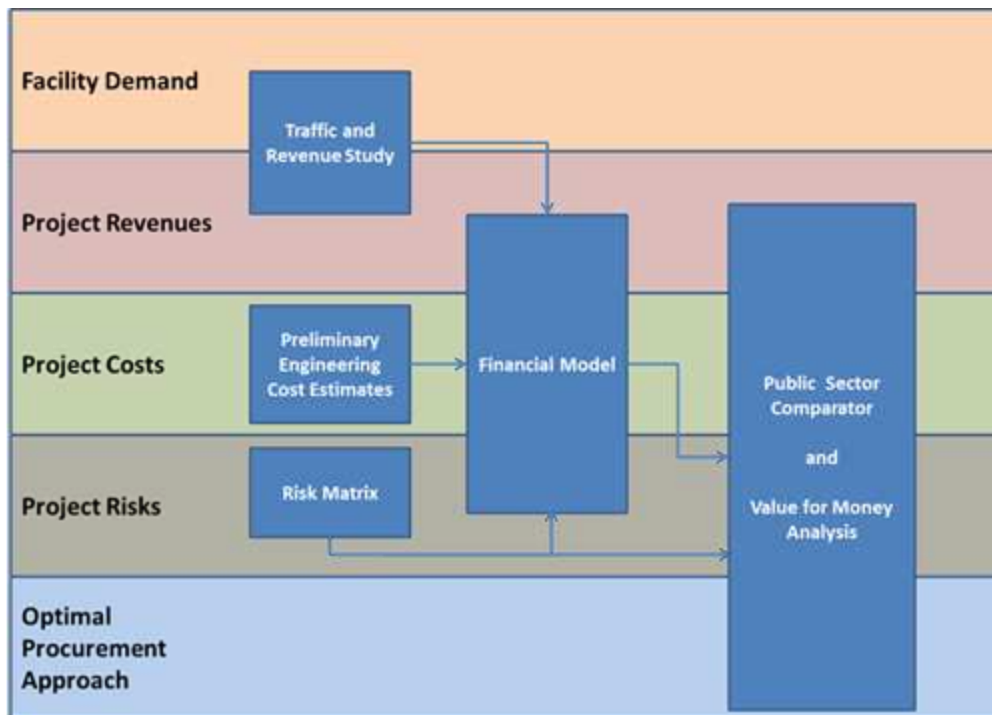 Facility Demand
Traffic and
Revenue Study
Project Revenues
Project Costs
Preliminary
Engineering
Cost Estimates
Financial Model
Public Sector
Comparator
and
Value for Money
Analysis
Project Risks
Risk Matrix
Optimal
Procurement
Approach